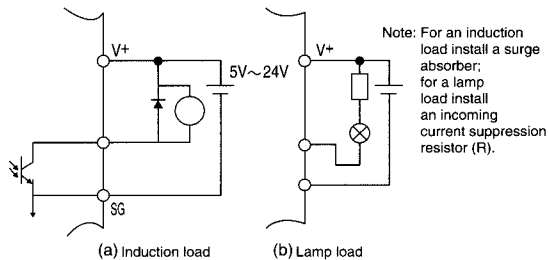 V+
5V～24V
SG
(a) Induction load
V+
(b) Lamp load
Note: For an induction
load install a surge
absorber;
for a lamp
load install
an incoming
current suppression
resistor (R).